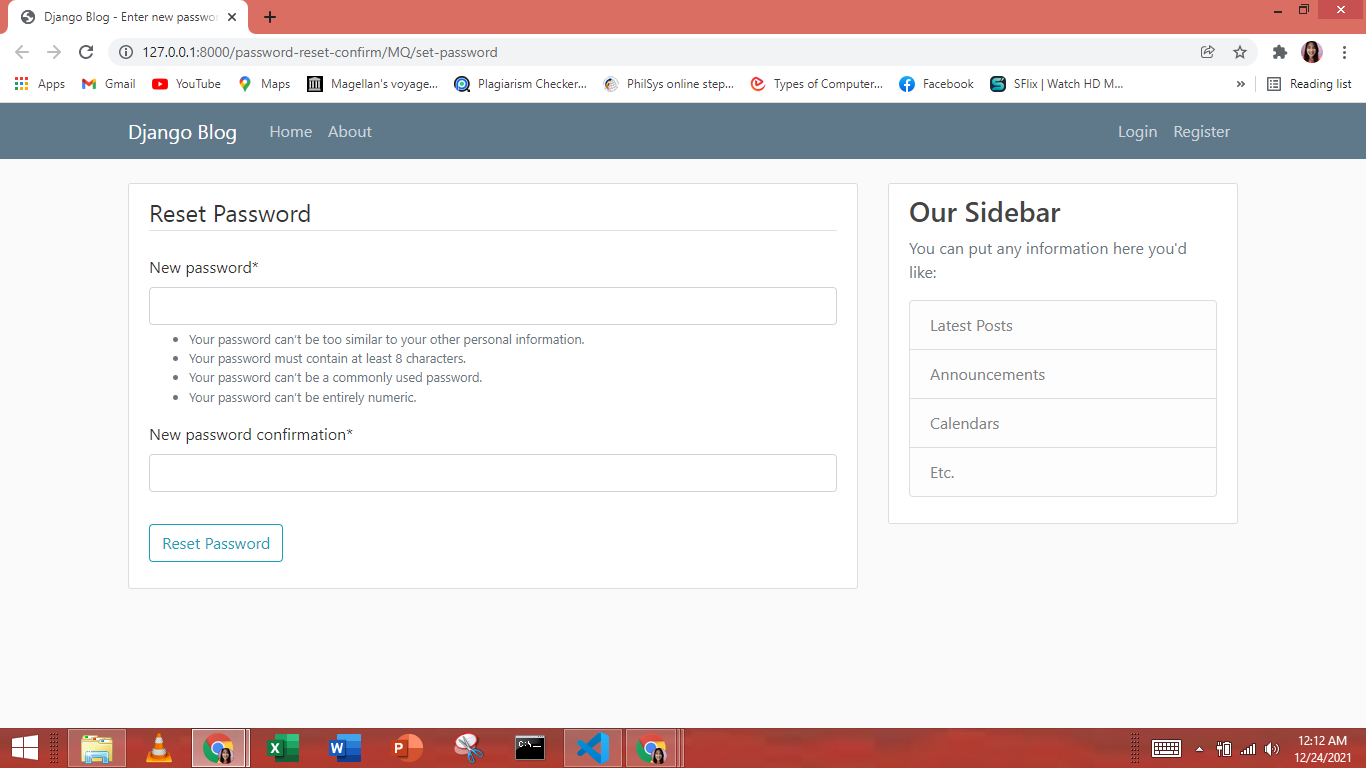 Django Blog - Enter new passwor
127.0.0.1:8000/password-reset-confirm/MQ/set-password
Apps Gmail YouTube Maps Magellan's voyage... Plagiarism Checker... PhilSys online step... Types of Computer... Facebook SFlix | Watch HD M... » Reading list
Django Blog Home About Login Register
Reset Password
New password*
Your password can't be too similar to your other personal information.
Your password must contain at least 8 characters.
Your password can't be a commonly used password.
Your password can't be entirely numeric.
New password confirmation*
Reset Password
Our Sidebar
You can put any information here you'd
like:
Latest Posts
Announcements
Calendars
Etc.
12:12 AM
12/24/2021